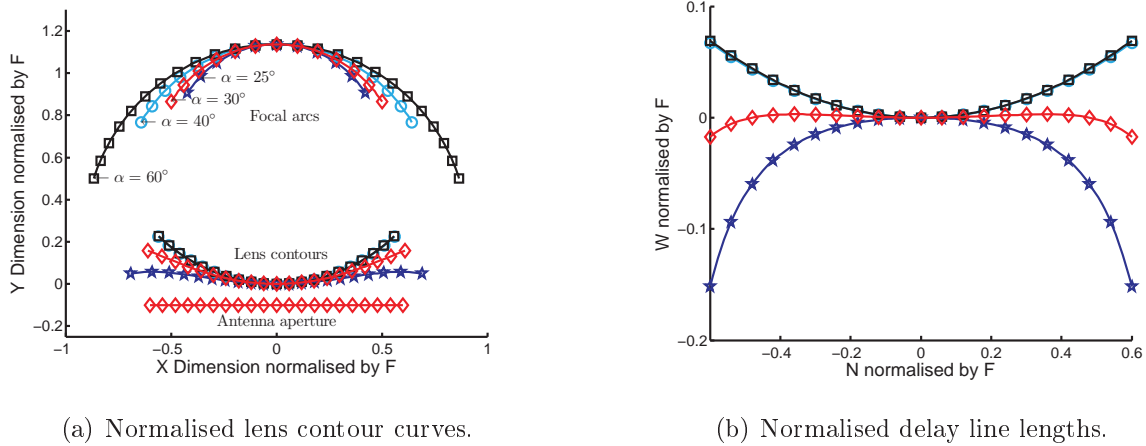 1.2
1
0.8
0.6
0.4
0.2
0
−0.2
Y Dimension normalised by F
α = 25°
α = 30°
Focal arcs
α = 40°
α = 60°
Lens contours
Antenna aperture
−1
−0.5
0
0.5
1
X Dimension normalised by F
(a) Normalised lens contour curves.
0.1
0
−0.1
−0.2
W normalised by F
−0.4
−0.2
0
0.2
0.4
0.6
N normalised by F
(b) Normalised delay line lengths.